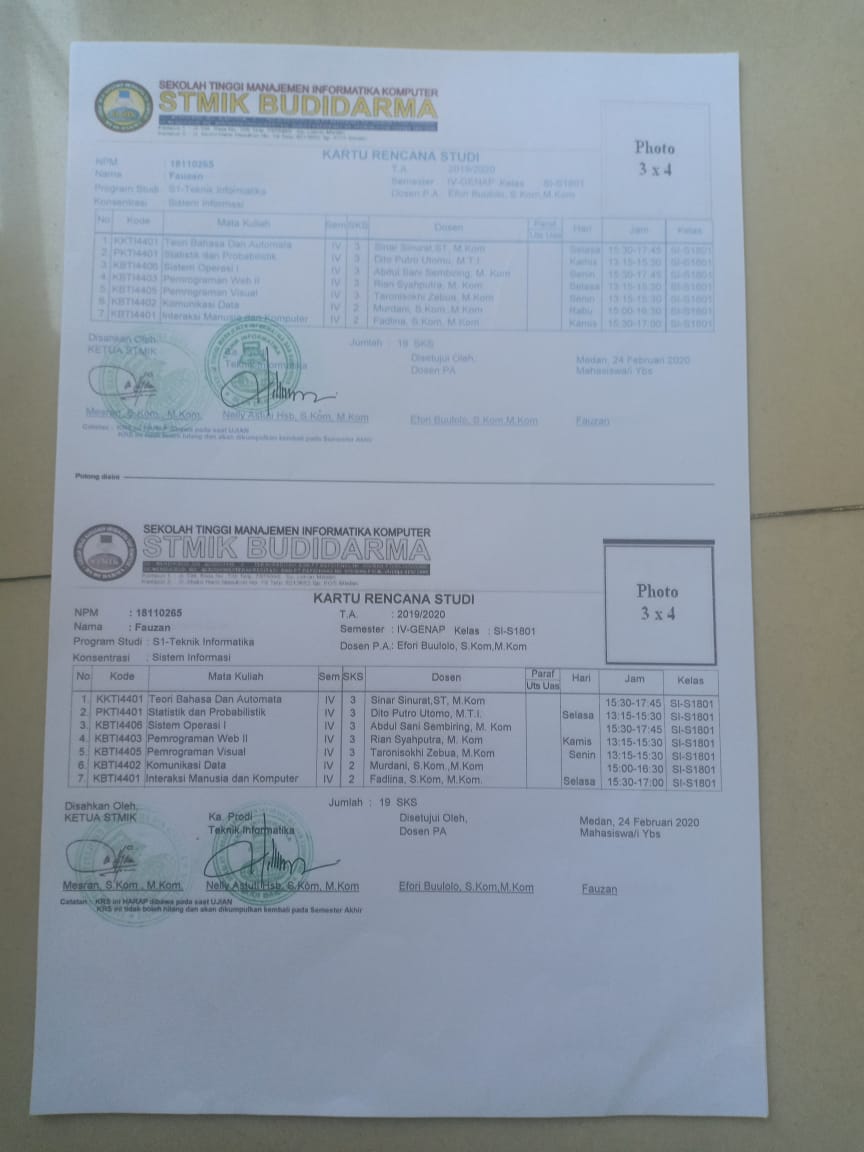 SEKOLAH TINGGI MANAJEMEN INFORMATIKA KOMPUTER
STMIK BUDIDARMA
Photo
3 x 4
KARTU RENCANA STUDI
NPM : 18110265 T.A. : 2019/2020
Nama : Fauzan Semester : IV-GENAP Kelas SI-S1801
Program Studi : S1-Teknik Informatika Dosen P.A. Efori Buulolo, S.Kom,M.Kom
Konsentrasi : Sistem Informasi
No Kode Mata Kuliah Sem SKS Dosen Paraf Uts Uas Hari Jam Kelas
1 KKTI4401 Teori Bahasa Dan Automata IV 3 Sinar Sinurat,ST, M.Kom Selasa 15:30-17:45 SI-S1801
2 PKTI4401 Statistik dan Probabilistik IV 3 Dito Putro Utomo, M.T.I. Kamis 13:15-15:30 SI-S1801
3 KBTI4406 Sistem Operasi I IV 3 Abdul Sani Sembiring, M. Kom Senin 15:30-17:45 SI-S1801
4 KBTI4403 Pemrograman Web II IV 3 Rian Syahputra, M. Kom Selasa 13:15-15:30 SI-S1801
5 KBTI4405 Pemrograman Visual IV 3 Taronisokhi Zebua, M.Kom Senin 13:15-15:30 SI-S1801
6 KBTI4402 Komunikasi Data IV 2 Murdani, S.Kom.,M.Kom Rabu 15:00-16:30 SI-S1801
7 KBTI4401 Interaksi Manusia dan Komputer IV 2 Fadlina, S.Kom, M.Kom. Kamis 15:30-17:00 SI-S1801
Jumlah : 19 SKS
Disahkan Oleh, Ka. Disetujui Oleh, Medan, 24 Februari 2020
KETUA STMIK Teknik Informatika Dosen PA Mahasiswa/i Ybs
Mesran, S.Kom., M.Kom. Nelly Astuti Hsb, S.Kom, M.Kom Efori Buulolo, S.Kom,M.Kom Fauzan
Catatan : KRS ini HARAP dibawa pada saat UJIAN
KRS ini tidak boleh hilang dan akan dikumpulkan kembali pada Semester Akhir
Potong disini
SEKOLAH TINGGI MANAJEMEN INFORMATIKA KOMPUTER
STMIK BUDIDARMA
Photo
3 x 4
KARTU RENCANA STUDI
NPM : 18110265 T.A. : 2019/2020
Nama : Fauzan Semester : IV-GENAP Kelas : SI-S1801
Program Studi : S1-Teknik Informatika Dosen P.A.: Efori Buulolo, S.Kom,M.Kom
Konsentrasi : Sistem Informasi
No Kode Mata Kuliah Sem SKS Dosen Paraf Uts Uas Hari Jam Kelas
1. KKTI4401 Teori Bahasa Dan Automata IV 3 Sinar Sinurat,ST, M.Kom 15:30-17:45 SI-S1801
2. PKTI4401 Statistik dan Probabilistik IV 3 Dito Putro Utomo, M.T.I. Selasa 13:15-15:30 SI-S1801
3. KBTI4406 Sistem Operasi I IV 3 Abdul Sani Sembiring, M. Kom 15:30-17:45 SI-S1801
4. KBTI4403 Pemrograman Web II IV 3 Rian Syahputra, M. Kom Kamis 13:15-15:30 SI-S1801
5. KBTI4405 Pemrograman Visual IV 3 Taronisokhi Zebua, M.Kom Senin 13:15-15:30 SI-S1801
6. KBTI4402 Komunikasi Data IV 2 Murdani, S.Kom.,M.Kom 15:00-16:30 SI-S1801
7. KBTI4401 Interaksi Manusia dan Komputer IV 2 Fadlina, S.Kom, M.Kom. Selasa 15:30-17:00 SI-S1801
Jumlah : 19 SKS
Disahkan Oleh, Ka. Prodi Disetujui Oleh, Medan, 24 Februari 2020
KETUA STMIK Teknik Informatika Dosen PA Mahasiswa/i Ybs
Mesran, S.Kom., M.Kom. Nelly Astuti Hsb, S.Kom, M.Kom Efori Buulolo, S.Kom,M.Kom Fauzan
Catatan : KRS ini HARAP dibawa pada saat UJIAN
KRS ini tidak boleh hilang dan akan dikumpulkan kembali pada Semester Akhir